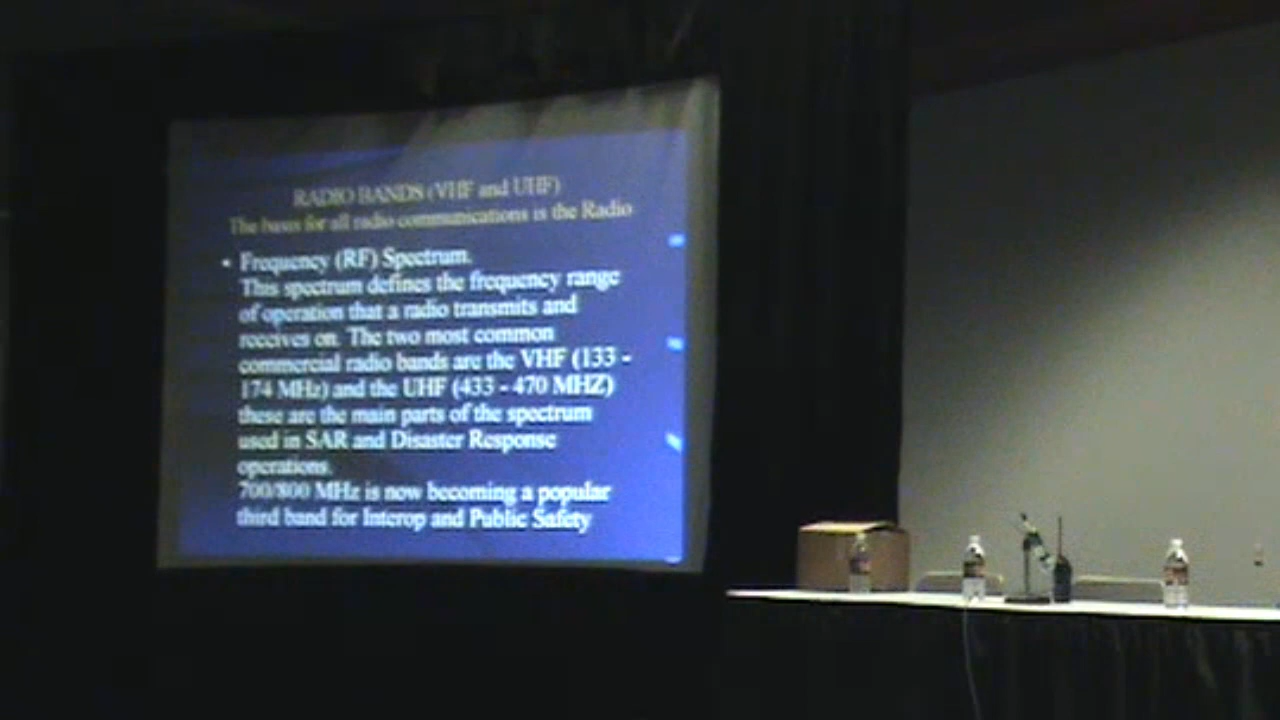 RADIO BANDS (VHF and UHF)
The basis for all radio communications is the Radio
• Frequency (RF) Spectrum.
This spectrum defines the frequency range
of operation that a radio transmits and
receives on. The two most common
commercial radio bands are the VHF (133 -
174 MHz) and the UHF (433 - 470 MHZ)
these are the main parts of the spectrum
used in SAR and Disaster Response
operations.
700/800 MHz is now becoming a popular
third band for Interop and Public Safety